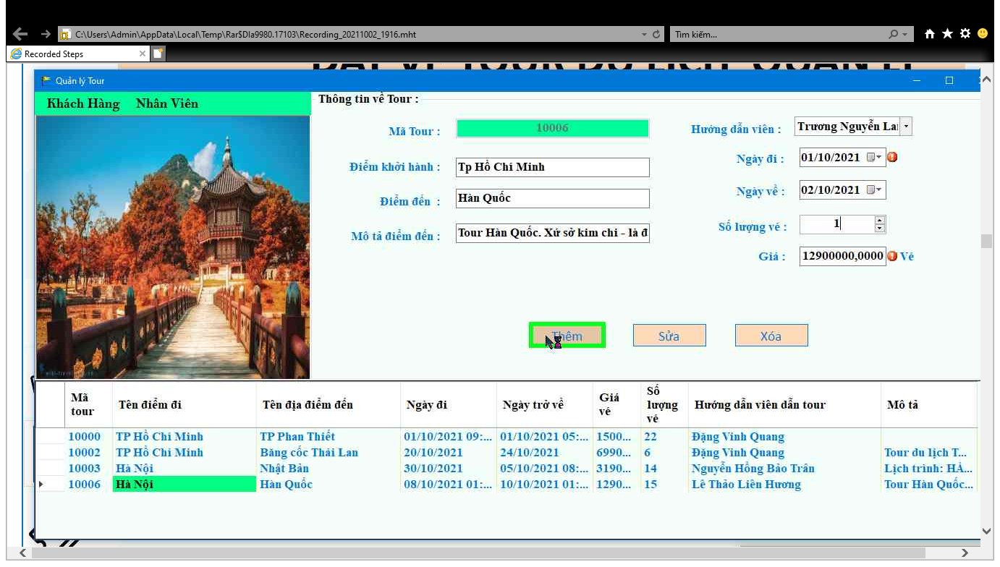 C:\Users\Admin\AppData\Local\Temp\Rar$DIa9980.17103\Recording_20211002_1916.mht
Tìm kiếm...
Recorded Steps
Quản lý Tour
Khách Hàng Nhân Viên
Thông tin về Tour :
Mã Tour : 10006
Hướng dẫn viên : Trương Nguyễn
Điểm khởi hành : Tp Hồ Chí Minh
Ngày đi : 01/10/2021
Điểm đến : Hàn Quốc
Ngày về : 02/10/2021
Mô tả điểm đến : Tour Hàn Quốc. Xứ sở kim chi - là đ
Số lượng vé : 1
Giá : 12900000,0000 Vé
Thêm Sửa Xóa
Mã tour Tên điểm đi Tên địa điểm đến Ngày đi Ngày trở về Giá vé Số lượng vé Hướng dẫn viên dẫn tour Mô tả
10000 TP Hồ Chí Minh TP Phan Thiết 01/10/2021 09:... 01/10/2021 05:... 1500... 22 Đặng Vinh Quang
10002 TP Hồ Chí Minh Băng cốc Thái Lan 20/10/2021 24/10/2021 6990... 6 Đặng Vinh Quang Tour du lịch T...
10003 Hà Nội Nhật Bản 30/10/2021 05/10/2021 08:... 3190... 14 Nguyễn Hồng Bảo Trân Lịch trình: HÀ...
10006 Hà Nội Hàn Quốc 08/10/2021 01:... 10/10/2021 01:... 1290... 15 Lê Thảo Liên Hương Tour Hàn Quốc...